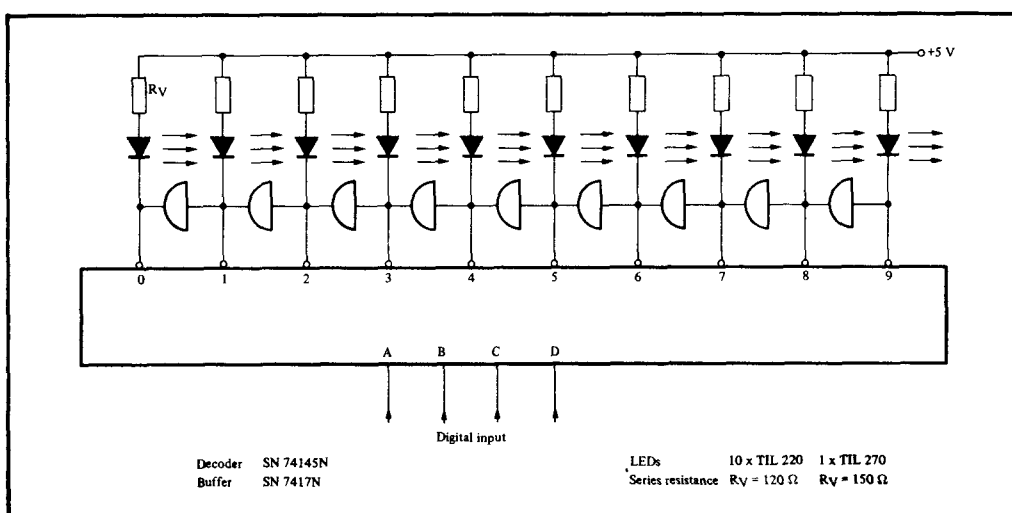 +5 V
RV
0 1 2 3 4 5 6 7 8 9
A B C D
Digital input
Decoder SN 74145N
Buffer SN 7417N
LEDs 10 x TIL 220 1 x TIL 270
Series resistance RV = 120 Ω RV = 150 Ω